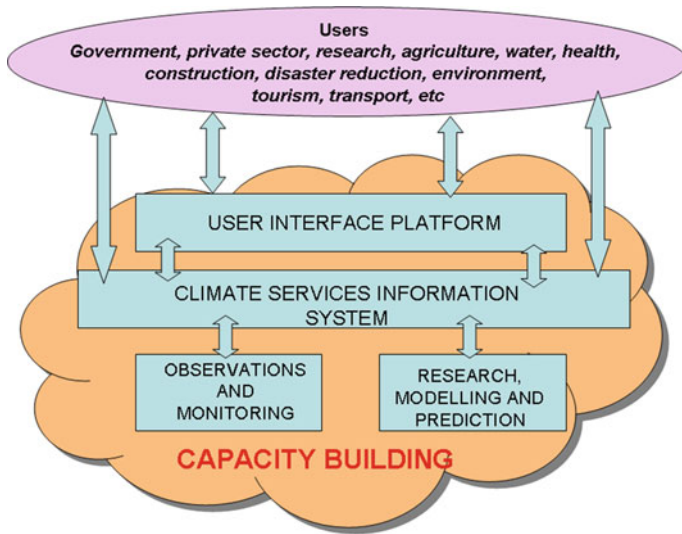 Users
Government, private sector, research, agriculture, water, health,
construction, disaster reduction, environment,
tourism, transport, etc
USER INTERFACE PLATFORM
CLIMATE SERVICES INFORMATION
SYSTEM
OBSERVATIONS
AND
MONITORING
RESEARCH,
MODELLING AND
PREDICTION
CAPACITY BUILDING